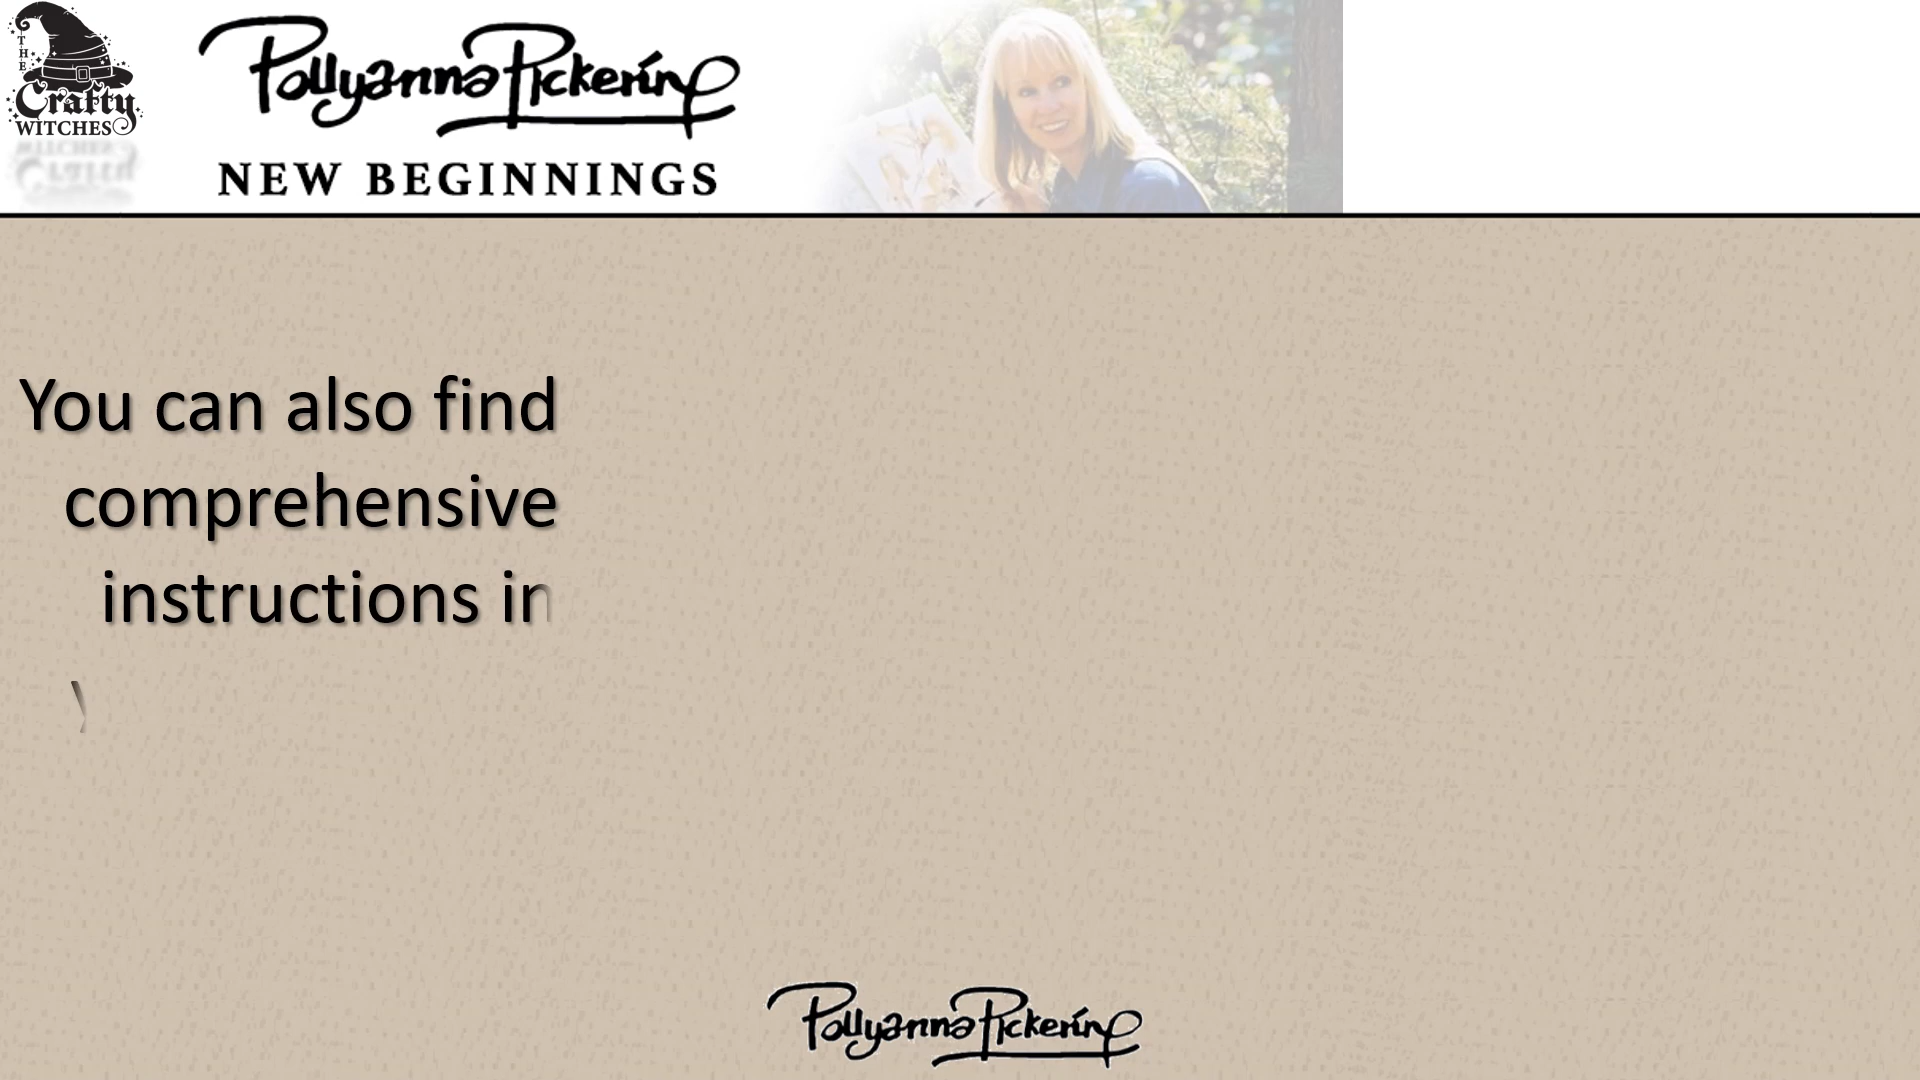 THE
Crafty
WITCHES
Pollyanna Pickering
NEW BEGINNINGS
You can also find
comprehensive
instructions in
Pollyanna Pickering